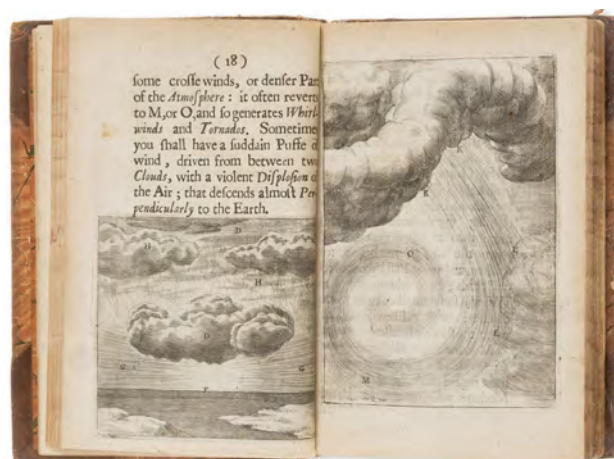 ( 18 )
ſome croſſe winds, or denſer Par
of the Atmoſphere : it often revert
to M, or O, and ſo generates Whirl-
winds and Tornados. Sometime
you ſhall have a ſuddain Puffe o
wind, driven from between tw
Clouds, with a violent Diſploſion o
the Air ; that deſcends almoſt Per-
pendicularly to the Earth.
D
H
H
D
G G
O
M